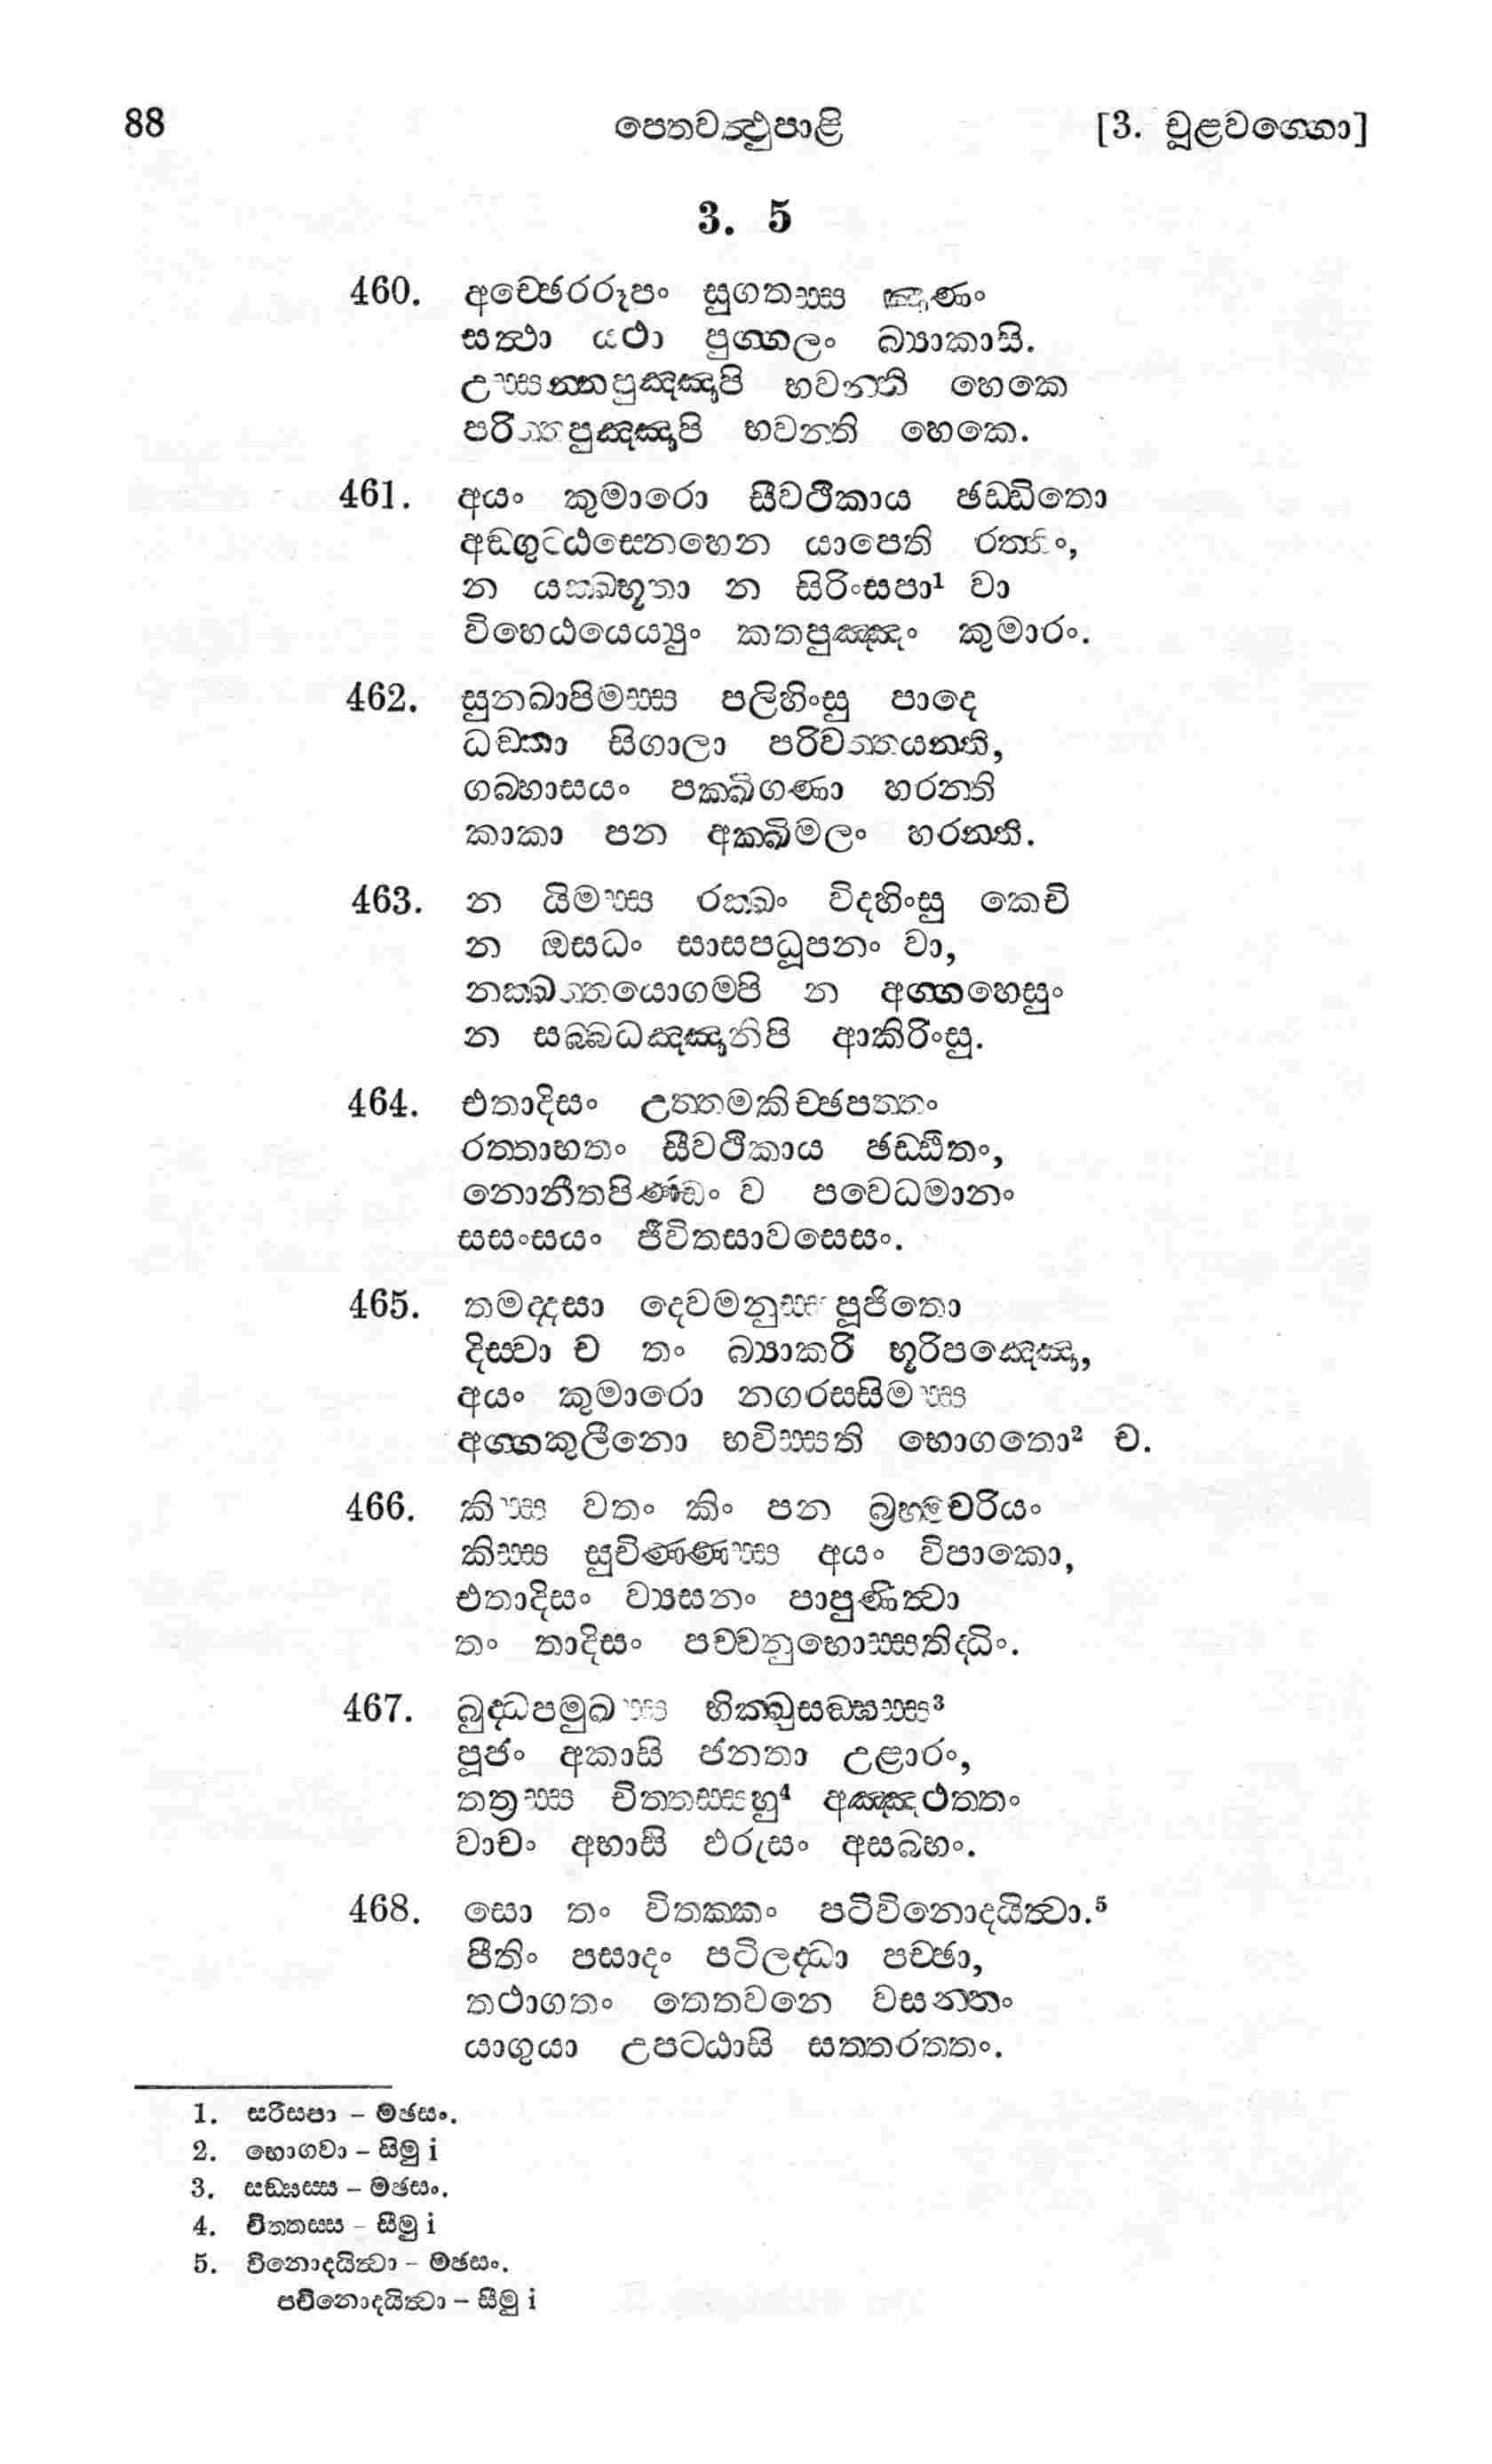 88 පෙතවත්‍ථුපාළි [3. චූළවග්ගො]
3. 5
460. අච්ඡෙරරූපං සුගතස්ස ඤාණං
සත්‍ථා යථා පුග්ගලං බ්‍යාකාසි.
උස්සන්නපුඤ්ඤාපි භවන්ති හෙකෙ
පරිත්තපුඤ්ඤාපි භවන්ති හෙකෙ.
461. අයං කුමාරො සීවථිකාය ඡඩ්ඩිතො
අඞ්ගුට්ඨසෙනහෙන යාපෙති රත්තිං,
න යක්ඛභූතා න සිරිංසපා¹ වා
විහෙඨයෙය්‍යුං කතපුඤ්ඤං කුමාරං.
462. සුනඛාපිමස්ස පලිහිංසු පාදෙ
ධඞ්කා සිගාලා පරිවත්තයන්ති,
ගබ්භාසයං පක්ඛිගණා හරන්ති
කාකා පන අක්ඛිමලං හරන්ති.
463. න යිමස්ස රක්ඛං විදහිංසු කෙචි
න ඔසධං සාසපධූපනං වා,
නක්ඛත්තයොගමපි න අග්ගහෙසුං
න සබ්බධඤ්ඤානිපි ආකිරිංසු.
464. එතාදිසං උත්තමකිච්ඡපත්තං
රත්තාභතං සීවථිකාය ඡඩ්ඪිතං,
නොනීතපිණ්ඩං ව පවෙධමානං
සසංසයං ජීවිතසාවසෙසං.
465. තමද්දසා දෙවමනුස්සපූජිතො
දිස්වා ච තං බ්‍යාකරි භූරිපඤ්ඤො,
අයං කුමාරො නගරස්සිමස්ස
අග්ගකුලීනො භවිස්සති භොගතො² ච.
466. කිස්ස වතං කිං පන බ්‍රහ්මචරියං
කිස්ස සුචිණ්ණස්ස අයං විපාකො,
එතාදිසං ව්‍යසනං පාපුණිත්‍වා
තං තාදිසං පච්චනුභොස්සතිද්ධිං.
467. බුද්ධපමුඛස්ස භික්ඛුසඞ්ඝස්ස³
පූජං අකාසි ජනතා උළාරං,
තත්‍රස්ස චිත්තස්සහු⁴ අඤ්ඤථත්තං
වාචං අභාසි ඵරුසං අසබ්භං.
468. සො තං විතක්කං පටිවිනොදයිත්‍වා.⁵
පීතිං පසාදං පටිලද්ධා පච්ඡා,
තථාගතං තෙතවනෙ වසන්තං
යාගුයා උපට්ඨාසි සත්තරත්තං.
1. සරීසපා – මඡසං.
2. භොගවා – සිමු i
3. සඞ්ඝස්ස – මඡසං.
4. චිත්තස්ස – සීමු i
5. විනොදයිත්‍වා – මඡසං.
පවිනොදයිත්‍වා – සීමු i